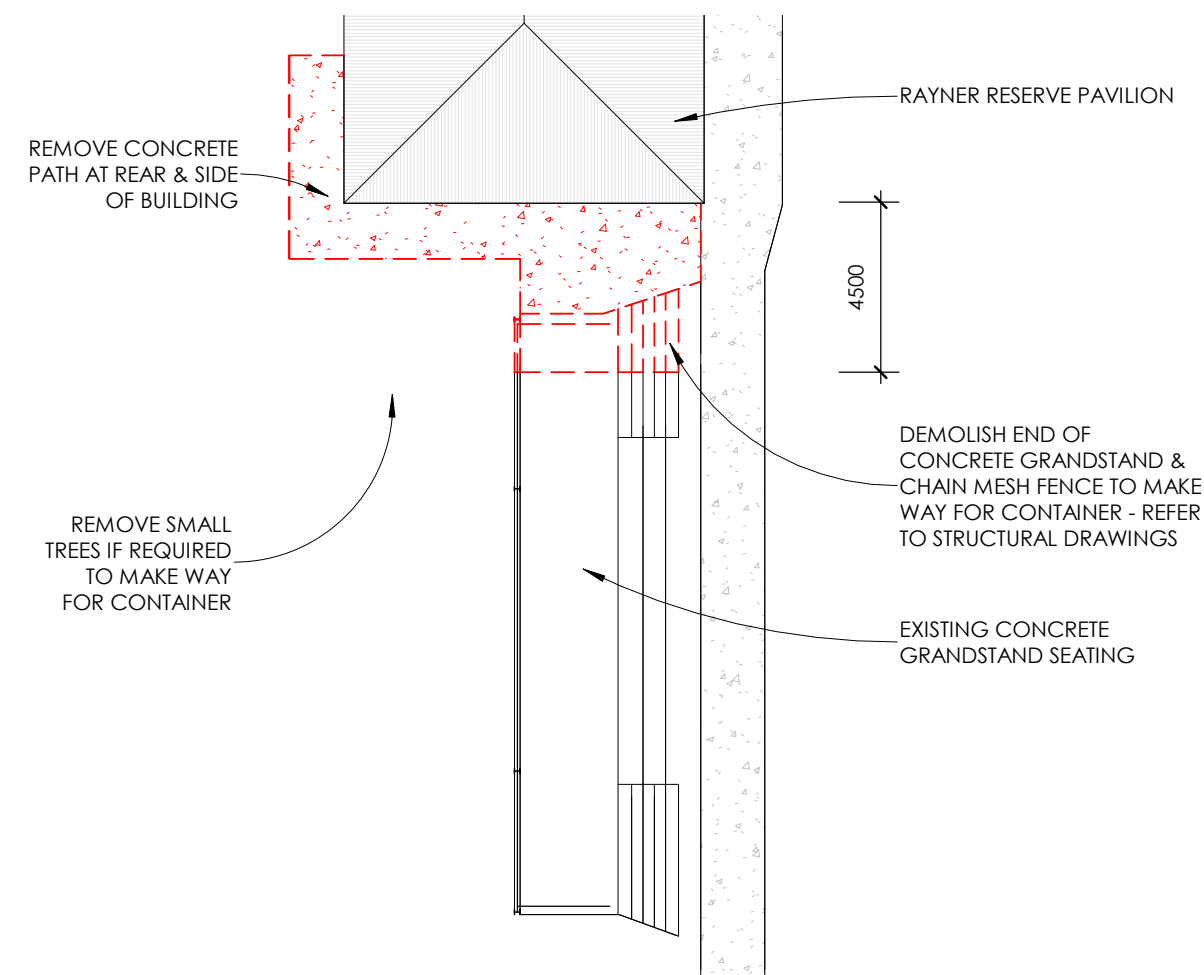 RAYNER RESERVE PAVILION
REMOVE CONCRETE
PATH AT REAR & SIDE
OF BUILDING
4500
DEMOLISH END OF
CONCRETE GRANDSTAND &
CHAIN MESH FENCE TO MAKE
WAY FOR CONTAINER - REFER
TO STRUCTURAL DRAWINGS
REMOVE SMALL
TREES IF REQUIRED
TO MAKE WAY
FOR CONTAINER
EXISTING CONCRETE
GRANDSTAND SEATING